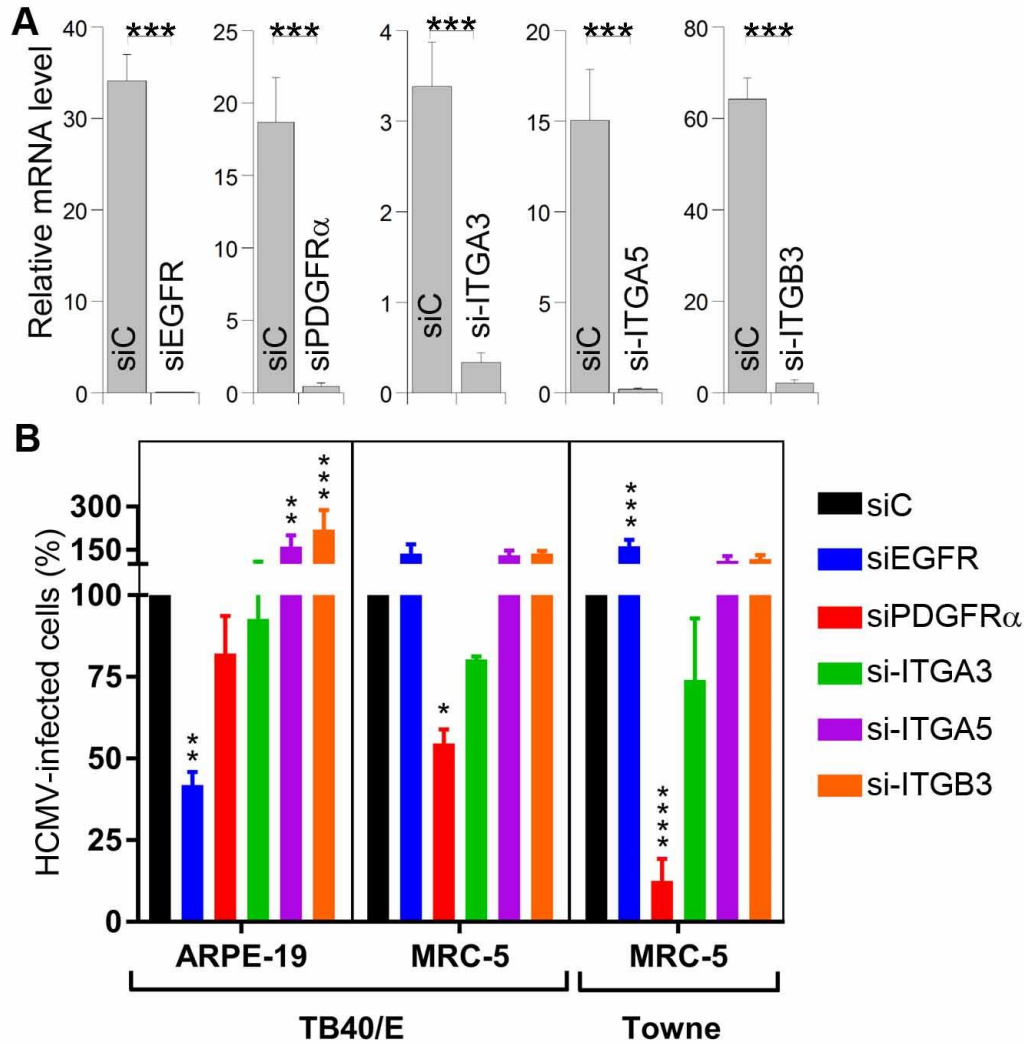 A
Relative mRNA level
40
30
20
10
0
***
siC
siEGFR
25
20
15
10
5
0
***
siC
siPDGFRα
4
3
2
1
0
***
siC
si-ITGA3
20
15
10
5
0
***
siC
si-ITGA5
80
60
40
20
0
***
siC
si-ITGB3
B
HCMV-infected cells (%)
300
150
100
75
50
25
0
**
**
***
*
***
****
ARPE-19
MRC-5
MRC-5
TB40/E
Towne
siC
siEGFR
siPDGFRα
si-ITGA3
si-ITGA5
si-ITGB3